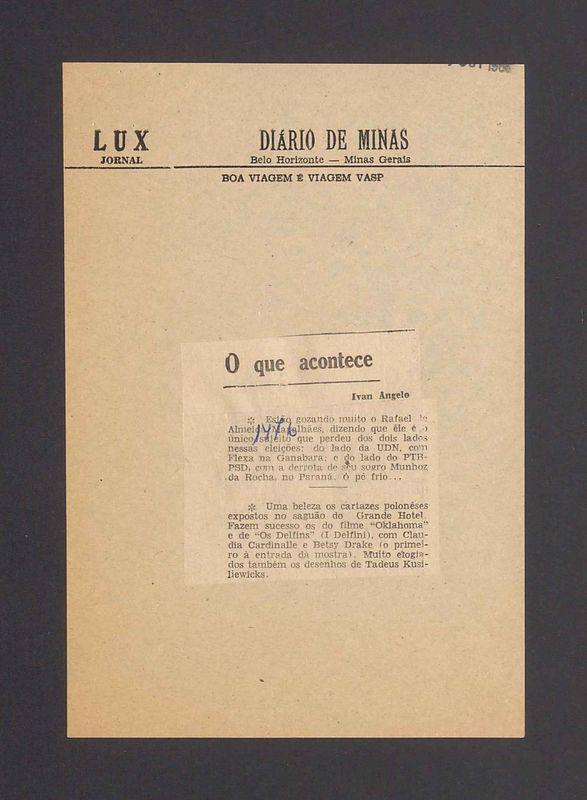 1966
LUX
JORNAL
DIÁRIO DE MINAS
Belo Horizonte — Minas Gerais
BOA VIAGEM É VIAGEM VASP
O que acontece
Ivan Angelo
✻ Estão gozando muito o Rafael de
Almeida Magalhães, dizendo que êle é o
único sujeito que perdeu dos dois lados
nessas eleições: do lado da UDN, com
Flexa na Ganabara; e do lado do PTB-
PSD, com a derrota de seu sogro Munhoz
da Rocha, no Paraná. ó pé frio...
✻ Uma beleza os cartazes polonêses
expostos no saguão do Grande Hotel.
Fazem sucesso os do filme "Oklahoma"
e de "Os Delfins" (I Delfini), com Clau-
dia Cardinalle e Betsy Drake (o primei-
ro à entrada da mostra). Muito elogia-
dos também os desenhos de Tadeus Kusi-
liewicks.